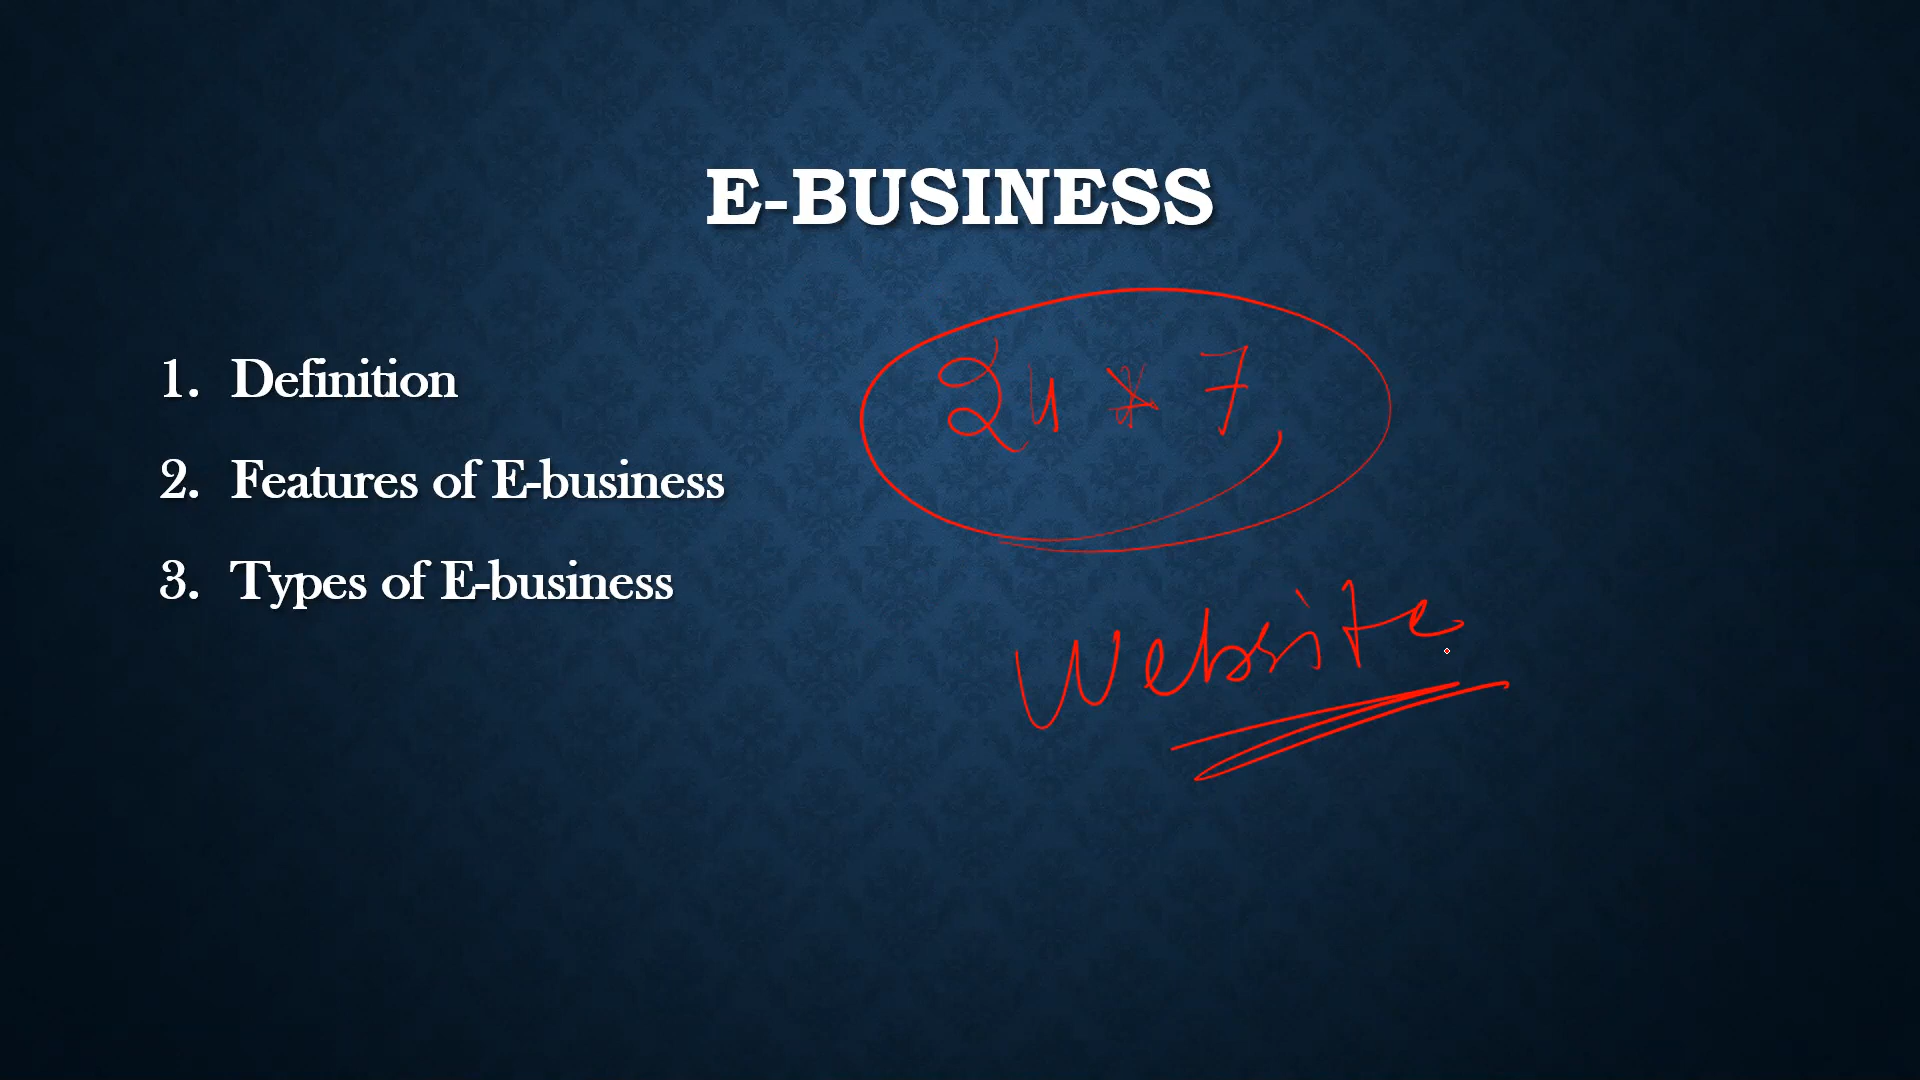 E-BUSINESS
1. Definition
2. Features of E-business
3. Types of E-business
24 * 7
Website